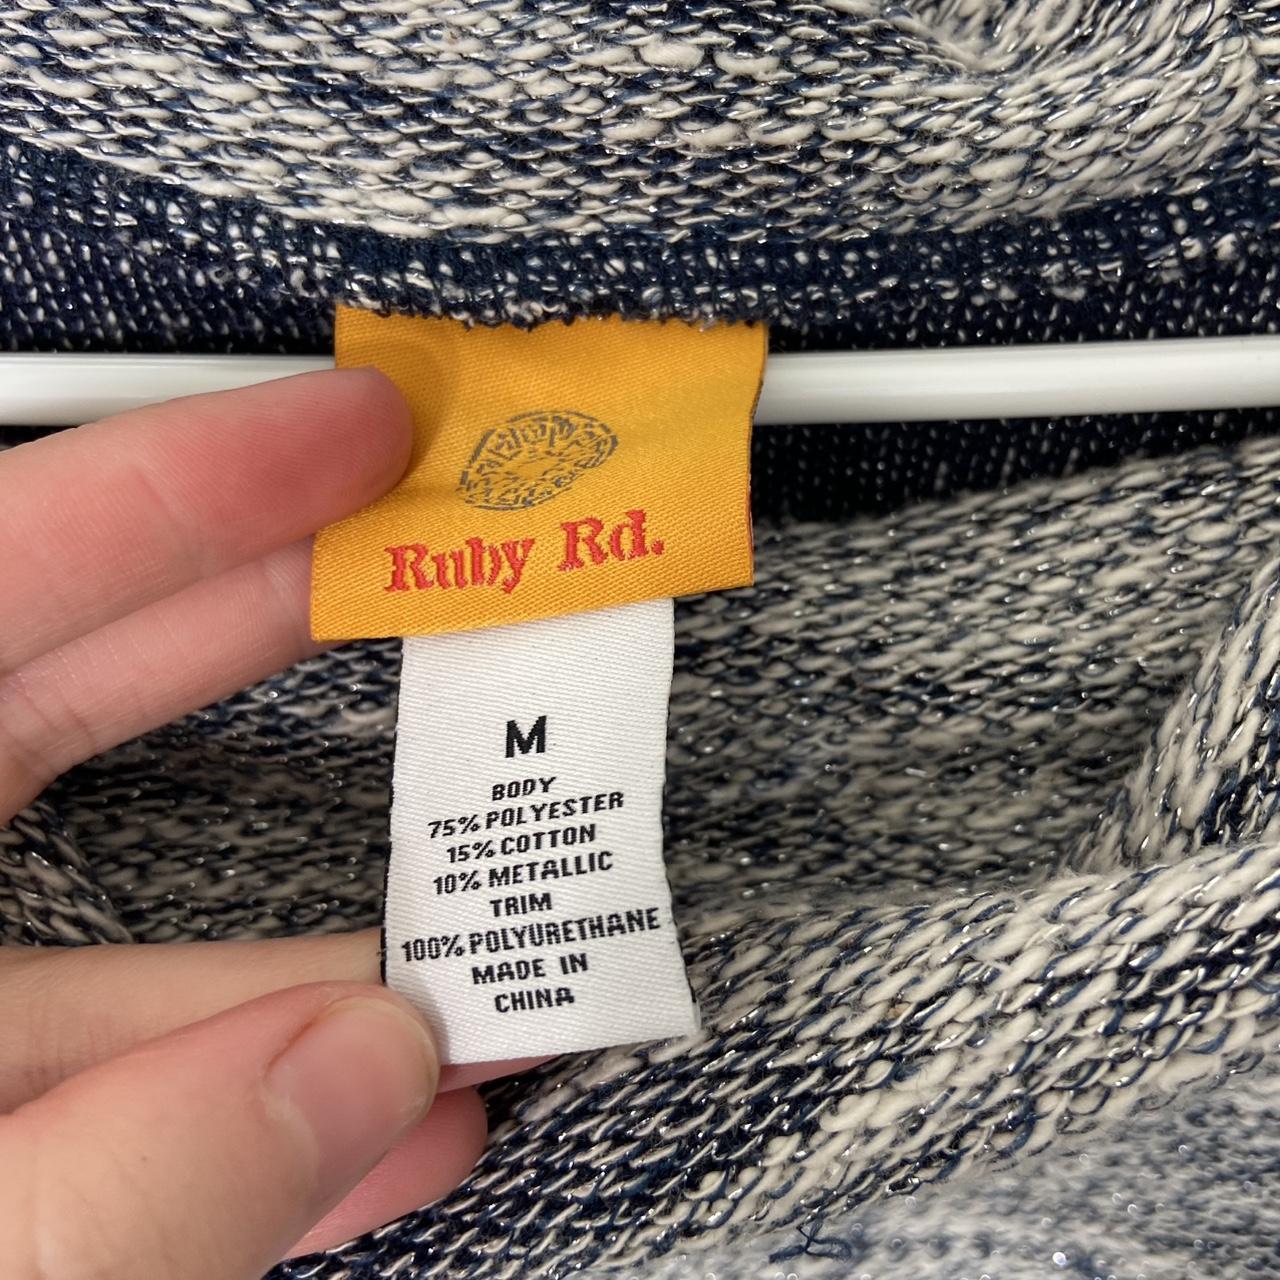 Ruby Rd.
M
BODY
75% POLYESTER
15% COTTON
10% METALLIC
TRIM
100% POLYURETHANE
MADE IN
CHINA